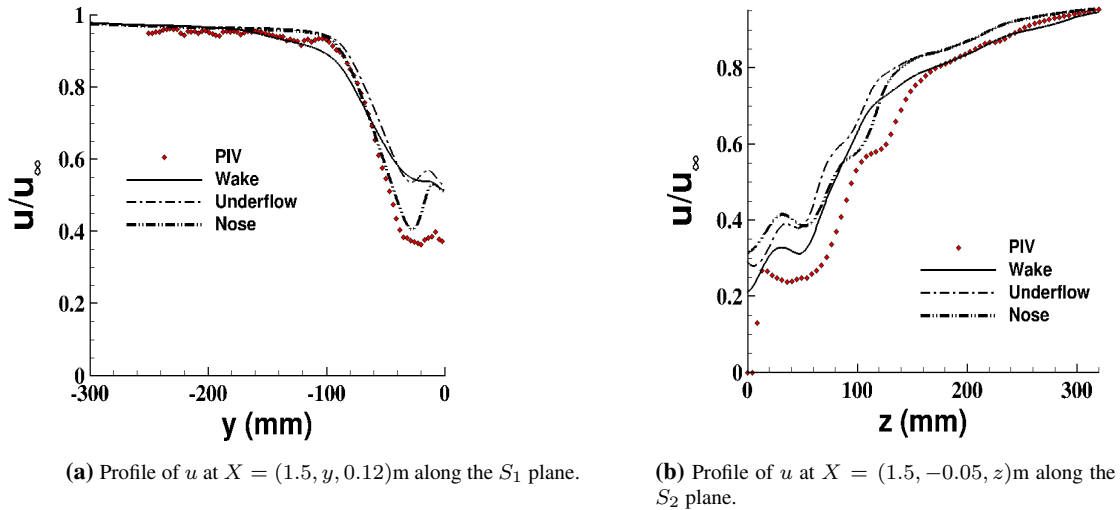 1
0.8
0.6
0.4
0.2
0
u/u∞
PIV
Wake
Underflow
Nose
-300
-200
-100
0
y (mm)
(a) Profile of u at X = (1.5, y, 0.12)m along the S1 plane.
0.8
0.6
0.4
0.2
0
u/u∞
PIV
Wake
Underflow
Nose
0
100
200
300
z (mm)
(b) Profile of u at X = (1.5, −0.05, z)m along the
S2 plane.